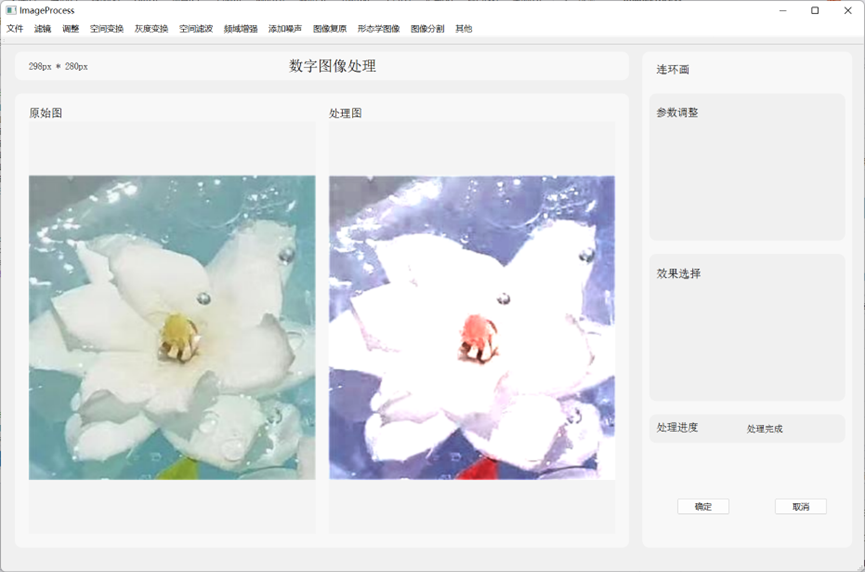 ImageProcess
文件 滤镜 调整 空间变换 灰度变换 空间滤波 频域增强 添加噪声 图像复原 形态学图像 图像分割 其他
298px * 280px
数字图像处理
连环画
原始图
处理图
参数调整
效果选择
处理进度
处理完成
确定
取消